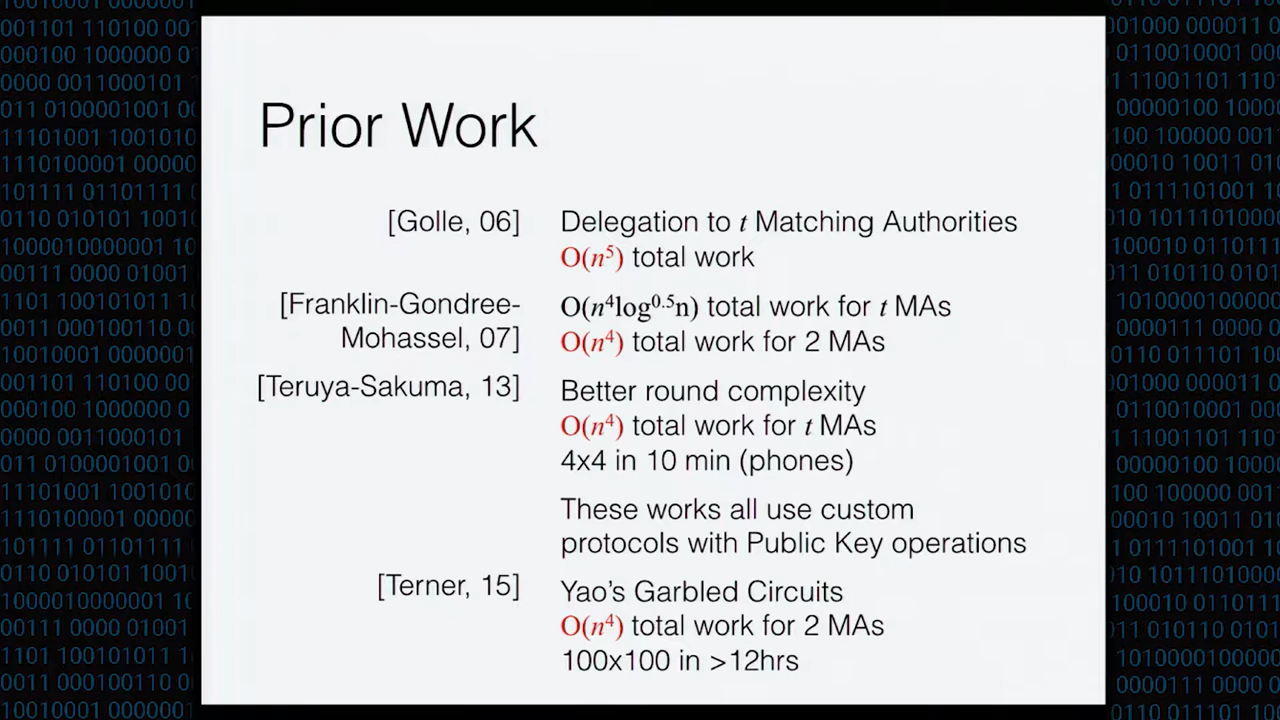 Prior Work
[Golle, 06] Delegation to t Matching Authorities
O(n⁵) total work
[Franklin-Gondree- O(n⁴log⁰·⁵n) total work for t MAs
Mohassel, 07] O(n⁴) total work for 2 MAs
[Teruya-Sakuma, 13] Better round complexity
O(n⁴) total work for t MAs
4x4 in 10 min (phones)
These works all use custom
protocols with Public Key operations
[Terner, 15] Yao's Garbled Circuits
O(n⁴) total work for 2 MAs
100x100 in >12hrs